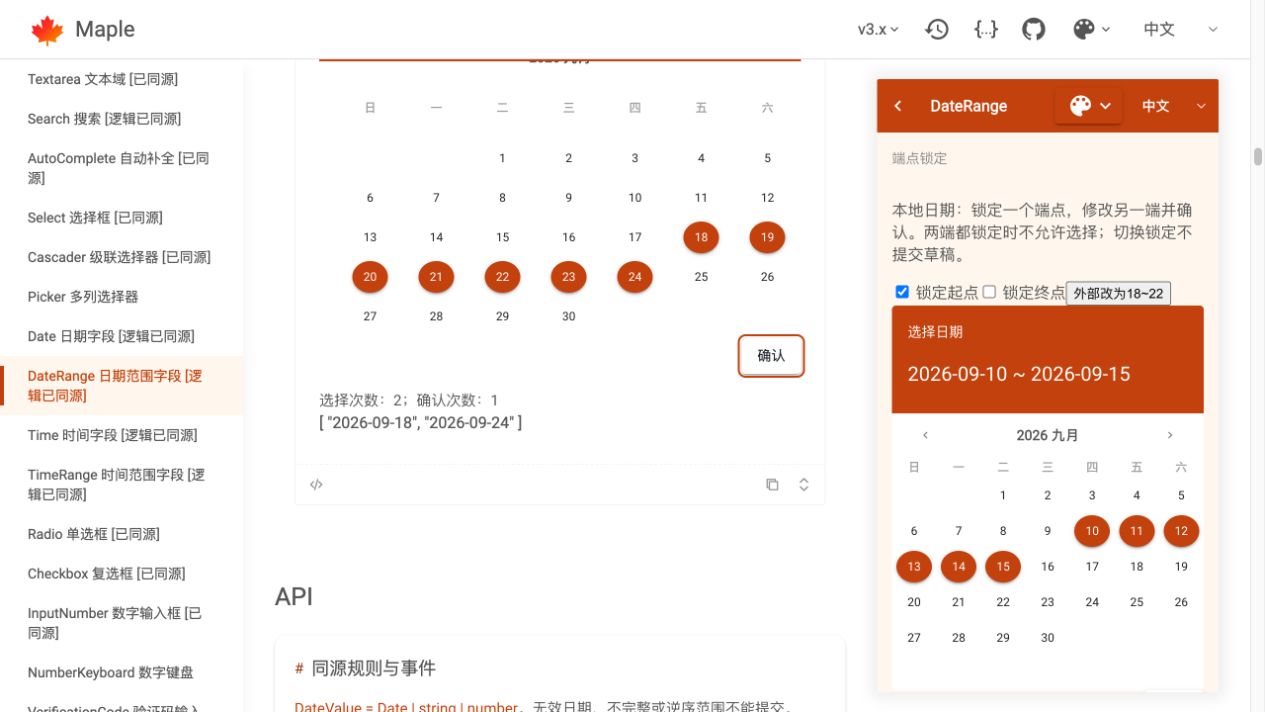 Maple
v3.x
{...}
中文
Textarea 文本域 [已同源]
Search 搜索 [逻辑已同源]
AutoComplete 自动补全 [已同
源]
Select 选择框 [已同源]
Cascader 级联选择器 [已同源]
Picker 多列选择器
Date 日期字段 [逻辑已同源]
DateRange 日期范围字段 [逻
辑已同源]
Time 时间字段 [逻辑已同源]
TimeRange 时间范围字段 [逻
辑已同源]
Radio 单选框 [已同源]
Checkbox 复选框 [已同源]
InputNumber 数字输入框 [已
同源]
NumberKeyboard 数字键盘
VerificationCode 验证码输入
2026 九月
日 一 二 三 四 五 六
1 2 3 4 5
6 7 8 9 10 11 12
13 14 15 16 17 18 19
20 21 22 23 24 25 26
27 28 29 30
确认
选择次数：2；确认次数：1
[ "2026-09-18", "2026-09-24" ]
API
# 同源规则与事件
DateValue = Date | string | number。无效日期、不完整或逆序范围不能提交。
DateRange
中文
端点锁定
本地日期：锁定一个端点，修改另一端并确
认。两端都锁定时不允许选择；切换锁定不
提交草稿。
锁定起点 锁定终点 外部改为18~22
选择日期
2026-09-10 ~ 2026-09-15
2026 九月
日 一 二 三 四 五 六
1 2 3 4 5
6 7 8 9 10 11 12
13 14 15 16 17 18 19
20 21 22 23 24 25 26
27 28 29 30